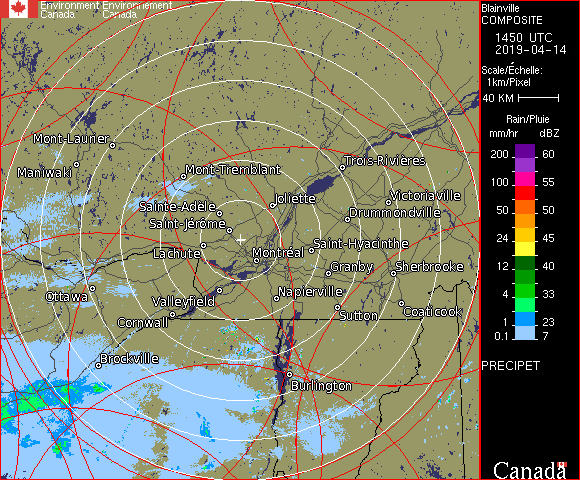 Environment Environnement
Canada Canada
Blainville
COMPOSITE
1450 UTC
2019-04-14
Scale/Échelle:
1km/Pixel
40 KM
Rain/Pluie
mm/hr dBZ
200 60
100 55
50 50
24 45
12 40
4 33
1 23
0.1 7
PRECIPET
Mont-Laurier
Maniwaki
Mont-Tremblant
Trois-Rivières
Joliette
Victoriaville
Sainte-Adele
Drummondville
Saint-Jérôme
Lachute
Montréal
Saint-Hyacinthe
Granby
Sherbrooke
Ottawa
Valleyfield
Napierville
Cornwall
Sutton
Coaticook
Brockville
Burlington
Canada